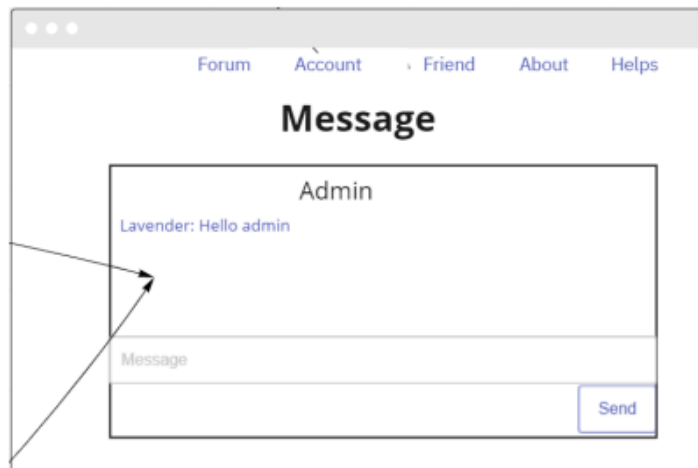 Forum Account Friend About Helps
Message
Admin
Lavender: Hello admin
Message
Send